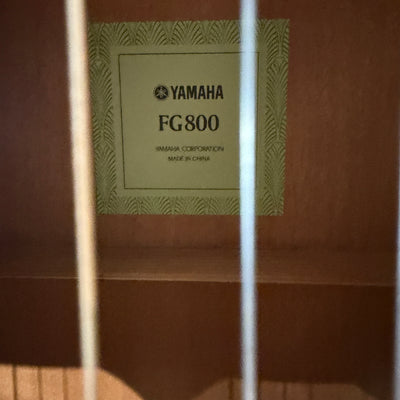 YAMAHA
FG800
YAMAHA CORPORATION
MADE IN CHINA